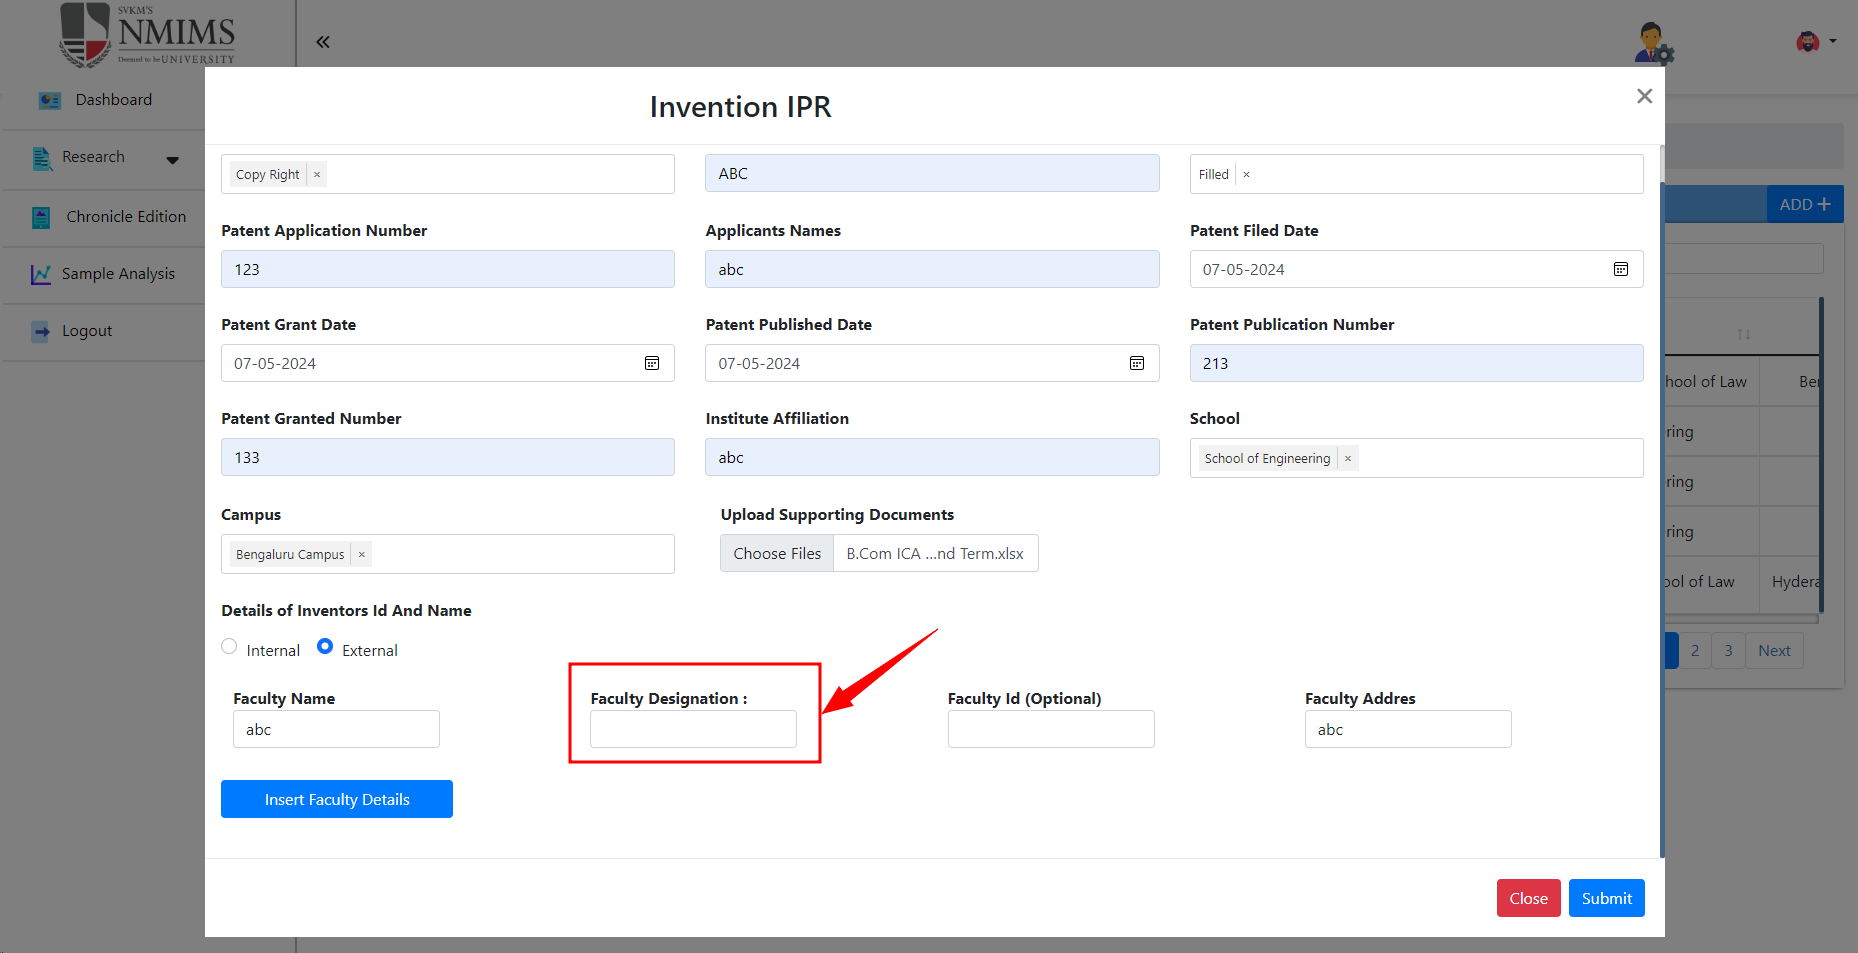 SVKM'S
NMIMS
Deemed to be UNIVERSITY
Dashboard
Research
Chronicle Edition
Sample Analysis
Logout
Invention IPR
Copy Right ×
ABC
Filled ×
Patent Application Number
Applicants Names
Patent Filed Date
123
abc
07-05-2024
Patent Grant Date
Patent Published Date
Patent Publication Number
07-05-2024
07-05-2024
213
Patent Granted Number
Institute Affiliation
School
133
abc
School of Engineering ×
Campus
Upload Supporting Documents
Bengaluru Campus ×
Choose Files B.Com ICA ...nd Term.xlsx
Details of Inventors Id And Name
Internal External
Faculty Name
Faculty Designation :
Faculty Id (Optional)
Faculty Addres
abc
abc
Insert Faculty Details
Close Submit
ADD +
hool of Law
Ber
ring
ring
ring
ool of Law
Hydera
2 3 Next